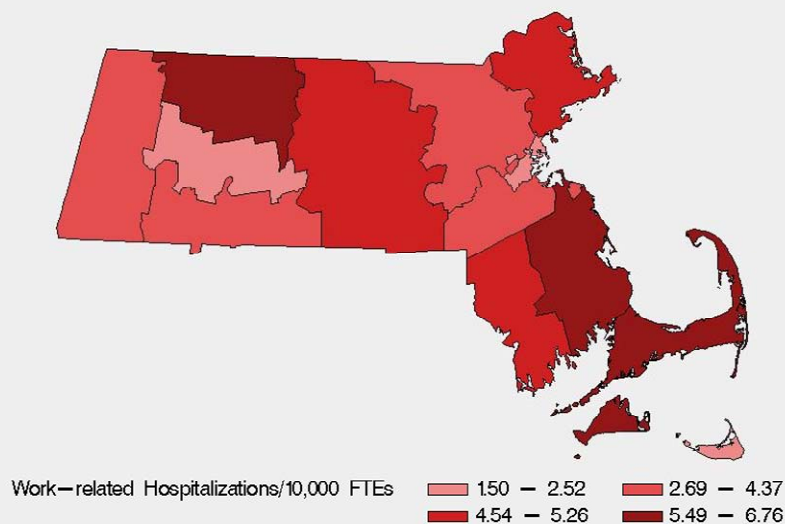 Work-related Hospitalizations/10,000 FTEs 1.50 - 2.52 2.69 - 4.37
4.54 - 5.26 5.49 - 6.76